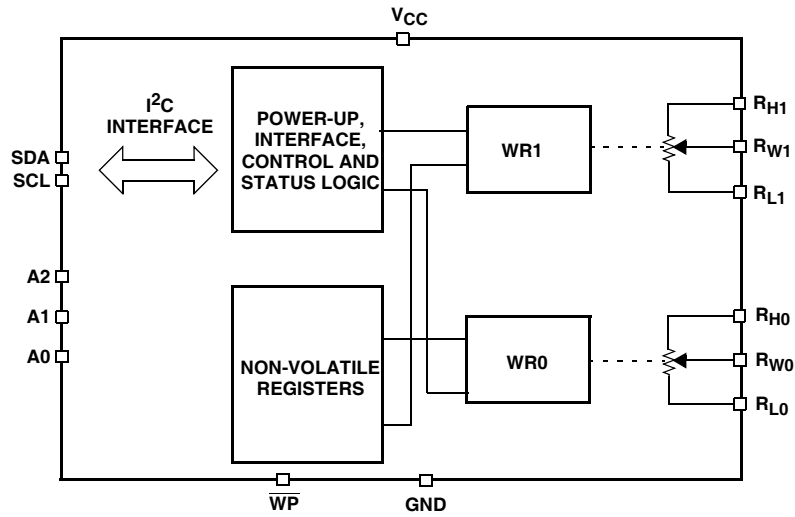 VCC
I²C
INTERFACE
POWER-UP,
INTERFACE,
CONTROL AND
STATUS LOGIC
WR1
RH1
RW1
RL1
SDA
SCL
A2
A1
A0
NON-VOLATILE
REGISTERS
WR0
RH0
RW0
RL0
W̅P̅
GND